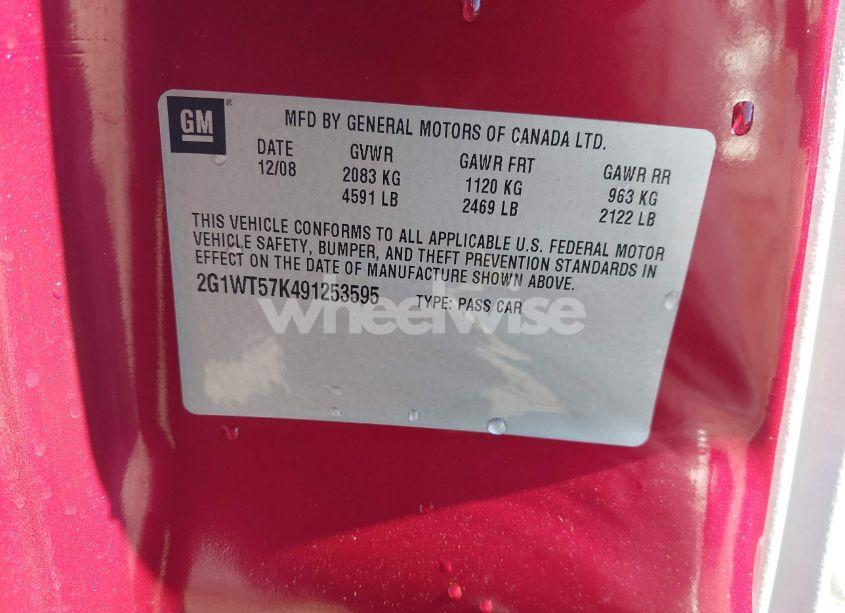 GM ®
MFD BY GENERAL MOTORS OF CANADA LTD.
DATE GVWR GAWR FRT GAWR RR
12/08 2083 KG 1120 KG 963 KG
4591 LB 2469 LB 2122 LB
THIS VEHICLE CONFORMS TO ALL APPLICABLE U.S. FEDERAL MOTOR
VEHICLE SAFETY, BUMPER, AND THEFT PREVENTION STANDARDS IN
EFFECT ON THE DATE OF MANUFACTURE SHOWN ABOVE.
2G1WT57K491253595 TYPE: PASS CAR
wheelwise